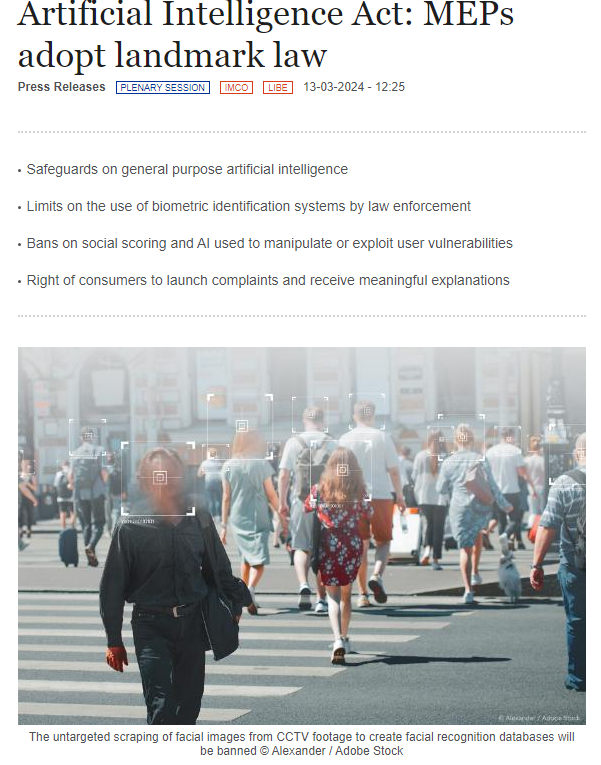 Artificial Intelligence Act: MEPs
adopt landmark law
Press Releases PLENARY SESSION IMCO LIBE 13-03-2024 - 12:25
• Safeguards on general purpose artificial intelligence
• Limits on the use of biometric identification systems by law enforcement
• Bans on social scoring and AI used to manipulate or exploit user vulnerabilities
• Right of consumers to launch complaints and receive meaningful explanations
© Alexander / Adobe Stock
The untargeted scraping of facial images from CCTV footage to create facial recognition databases will
be banned © Alexander / Adobe Stock